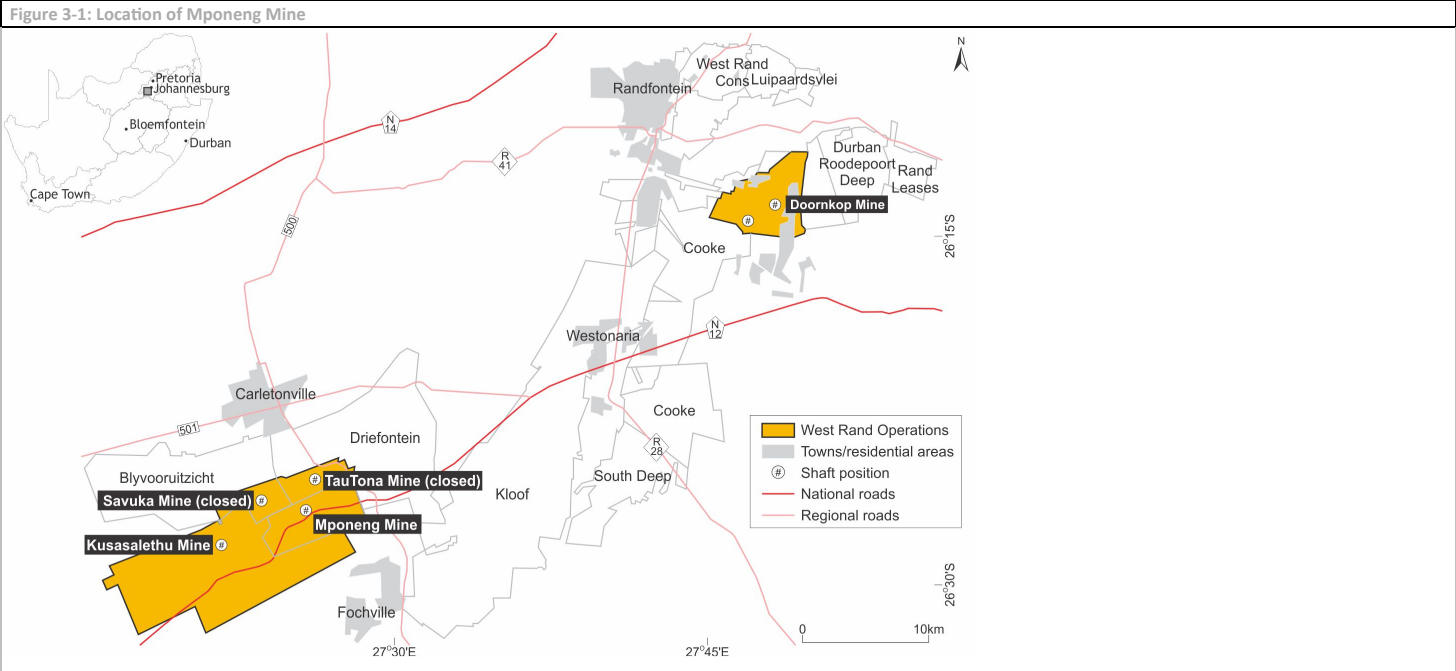 Figure 3-1: Location of Mponeng Mine
N
Pretoria
Johannesburg
Bloemfontein
Durban
Cape Town
N
14
R
41
500
Randfontein
West Rand
Cons
Luipaardsvlei
Durban
Roodepoort
Deep
Rand
Leases
Doornkop Mine
26°15'S
Cooke
Westonaria
N
12
Carletonville
501
Driefontein
Cooke
R
28
Blyvooruitzicht
TauTona Mine (closed)
Savuka Mine (closed)
Kloof
South Deep
Mponeng Mine
Kusasalethu Mine
Fochville
West Rand Operations
Towns/residential areas
# Shaft position
National roads
Regional roads
26°30'S
0 10km
27°30'E
27°45'E
#
#
#
#
#
#